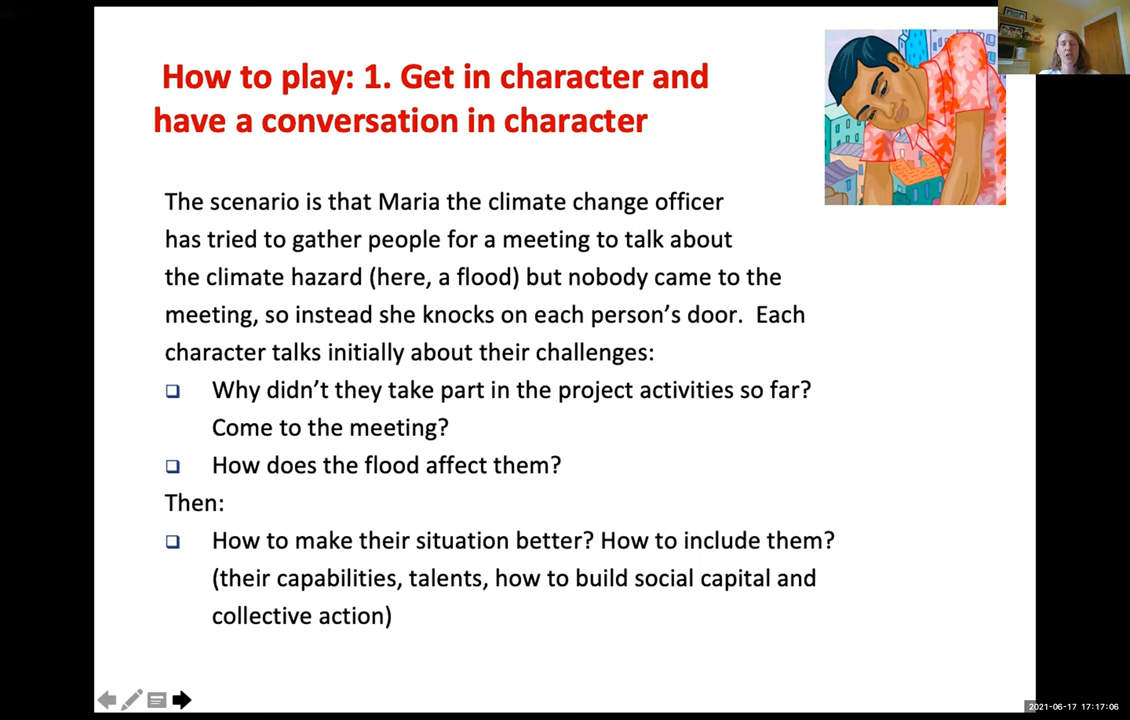 How to play: 1. Get in character and
have a conversation in character
The scenario is that Maria the climate change officer
has tried to gather people for a meeting to talk about
the climate hazard (here, a flood) but nobody came to the
meeting, so instead she knocks on each person’s door.  Each
character talks initially about their challenges:
Why didn’t they take part in the project activities so far?
Come to the meeting?
How does the flood affect them?
Then:
How to make their situation better? How to include them?
(their capabilities, talents, how to build social capital and
collective action)
2021-06-17 17:17:06